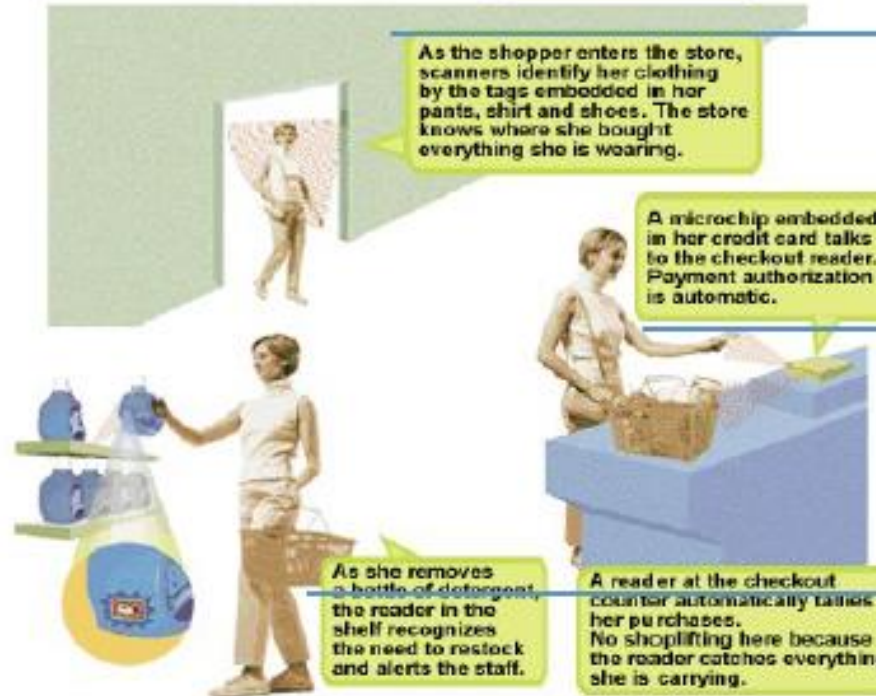 As the shopper enters the store,
scanners identify her clothing
by the tags embedded in her
pants, shirt and shoes. The store
knows where she bought
everything she is wearing.
A microchip embedded
in her credit card talks
to the checkout reader.
Payment authorization
is automatic.
As she removes
a bottle of detergent,
the reader in the
shelf recognizes
the need to restock
and alerts the staff.
A reader at the checkout
counter automatically tallies
her purchases.
No shoplifting here because
the reader catches everything
she is carrying.